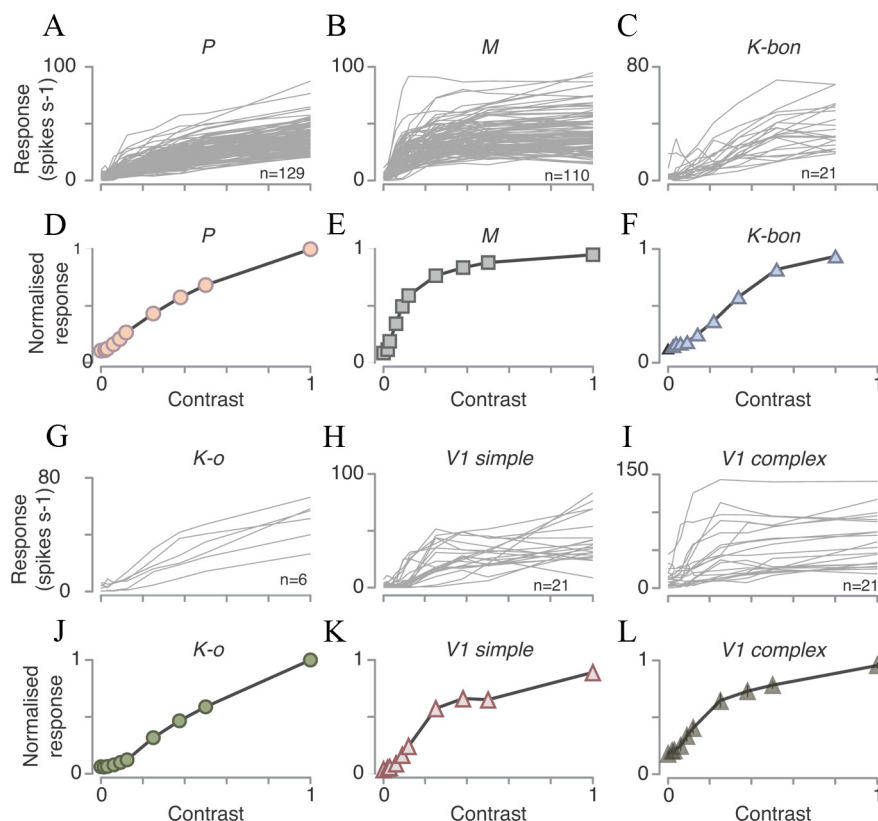 A B C
P M K-bon
100 100 80
Response
(spikes s-1)
0 0 0
n=129 n=110 n=21
D E F
P M K-bon
1 1 1
Normalised
response
0 0 0
0 1 0 1 0 1
Contrast Contrast Contrast
G H I
K-o V1 simple V1 complex
80 100 150
Response
(spikes s-1)
0 0 0
n=6 n=21 n=21
J K L
K-o V1 simple V1 complex
1 1 1
Normalised
response
0 0 0
0 1 0 1 0 1
Contrast Contrast Contrast